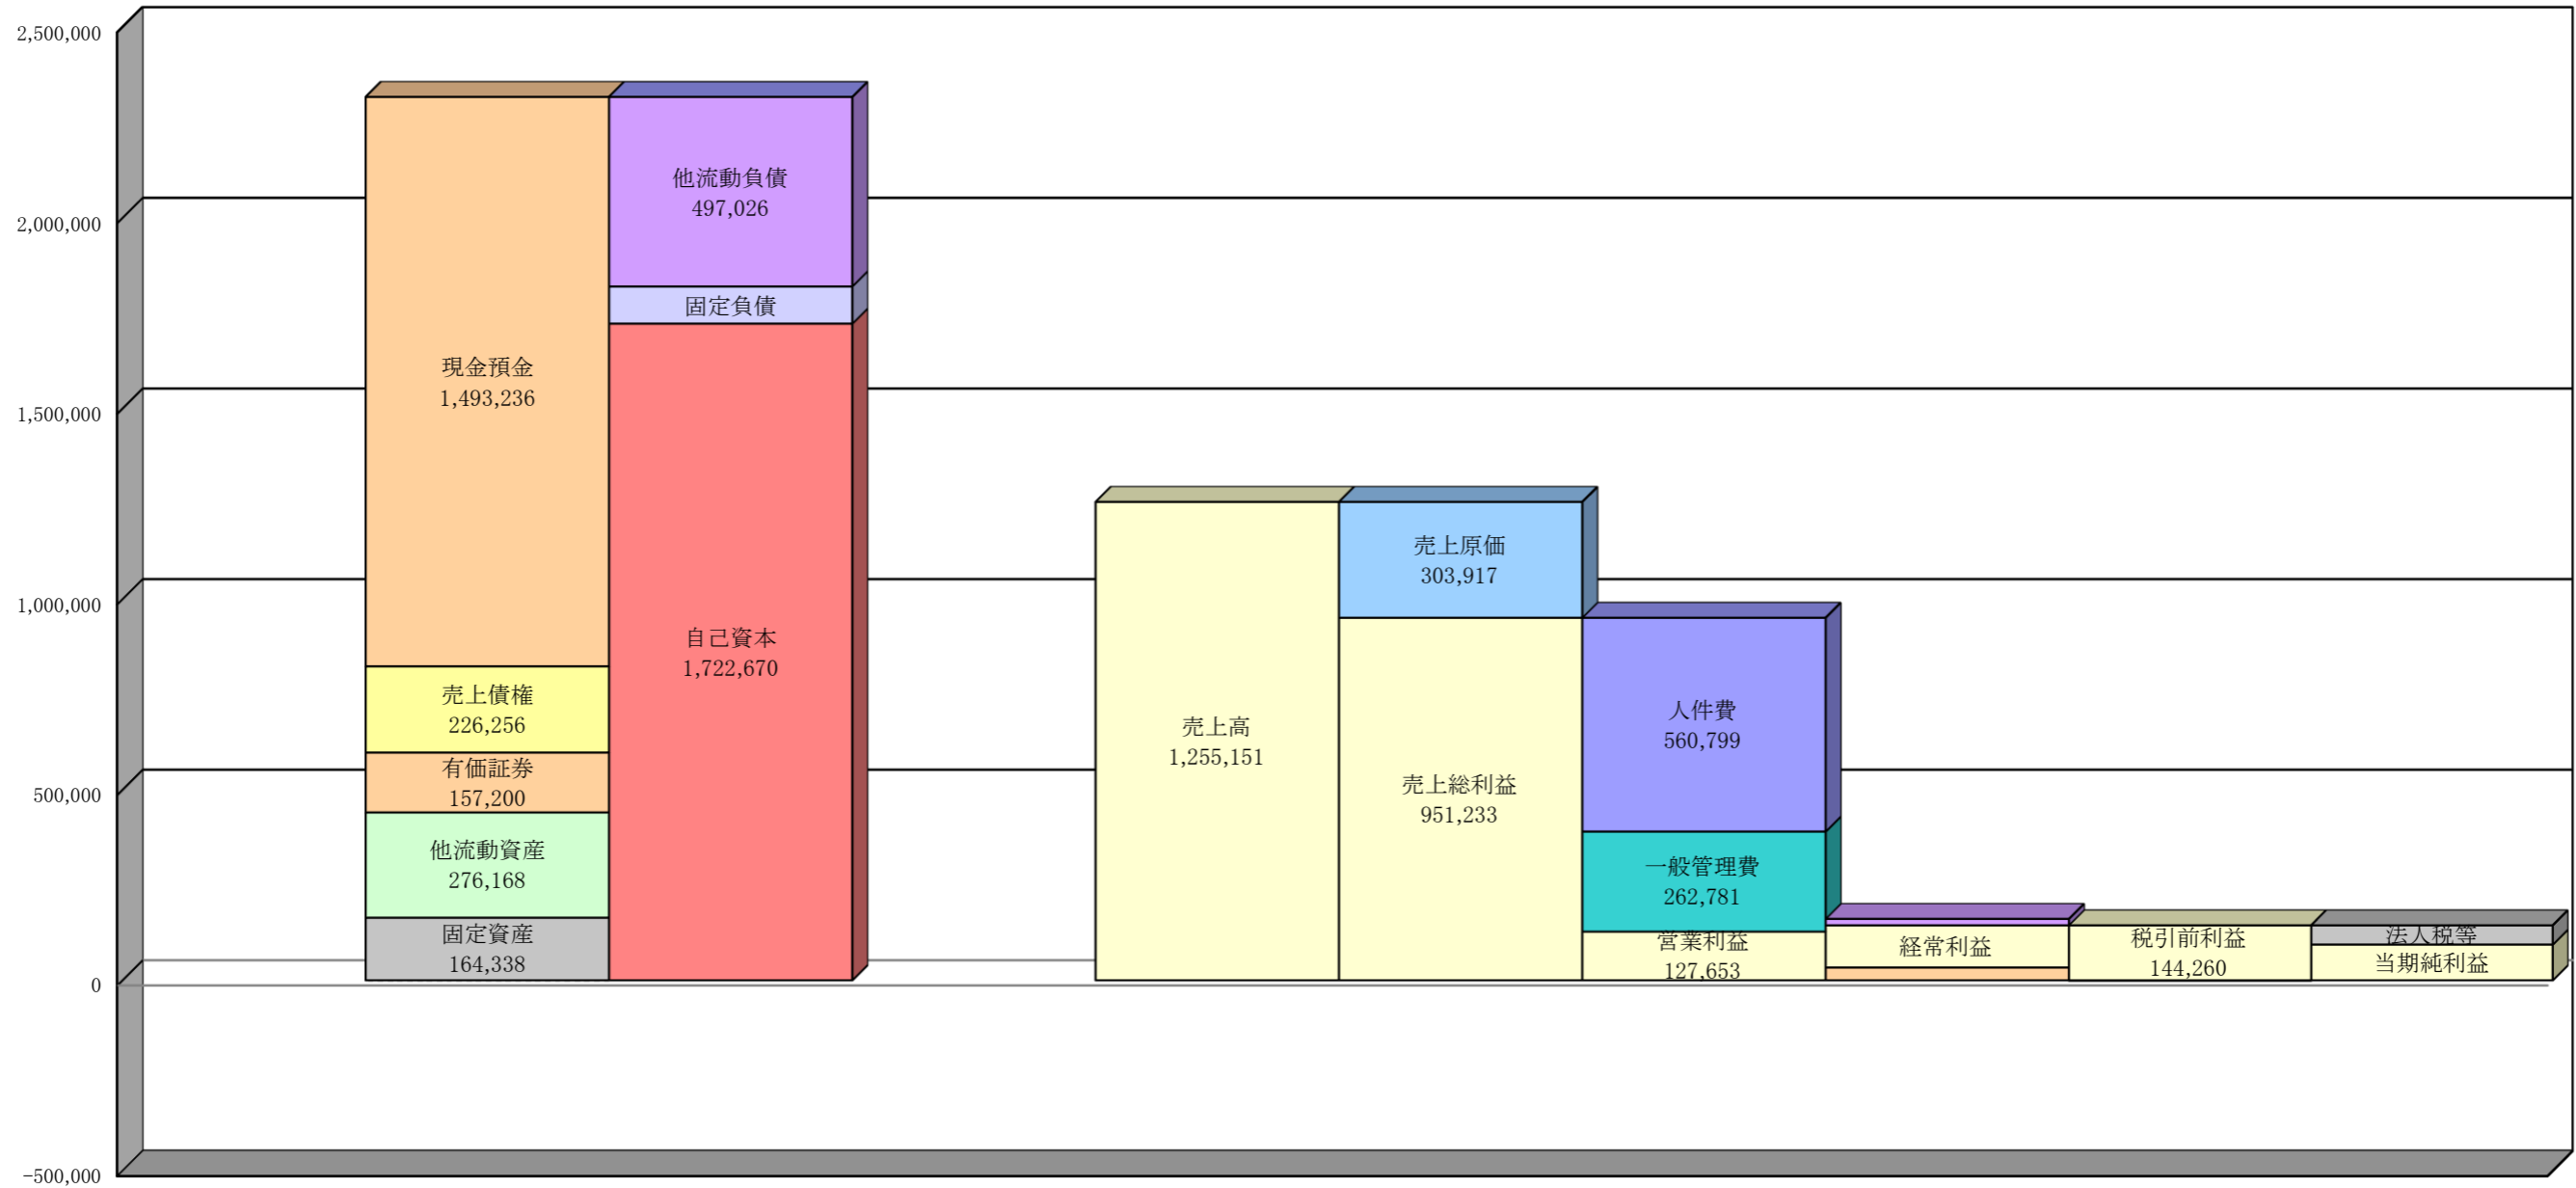 2,500,000
2,000,000
1,500,000
1,000,000
500,000
0
−500,000
現金預金
1,493,236
売上債権
226,256
有価証券
157,200
他流動資産
276,168
固定資産
164,338
他流動負債
497,026
固定負債
自己資本
1,722,670
売上高
1,255,151
売上原価
303,917
売上総利益
951,233
人件費
560,799
一般管理費
262,781
営業利益
127,653
経常利益
税引前利益
144,260
法人税等
当期純利益